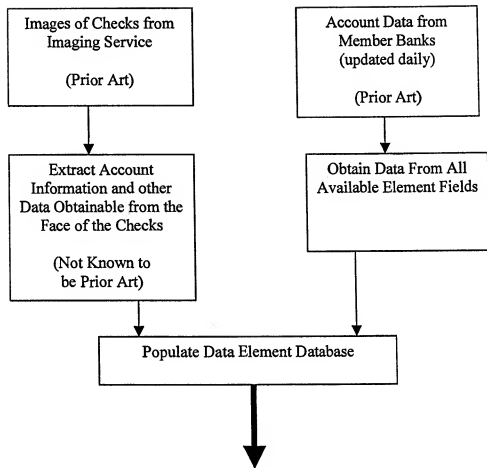 Images of Checks from
Imaging Service
(Prior Art)
Account Data from
Member Banks
(updated daily)
(Prior Art)
Extract Account
Information and other
Data Obtainable from the
Face of the Checks
(Not Known to
be Prior Art)
Obtain Data From All
Available Element Fields
Populate Data Element Database